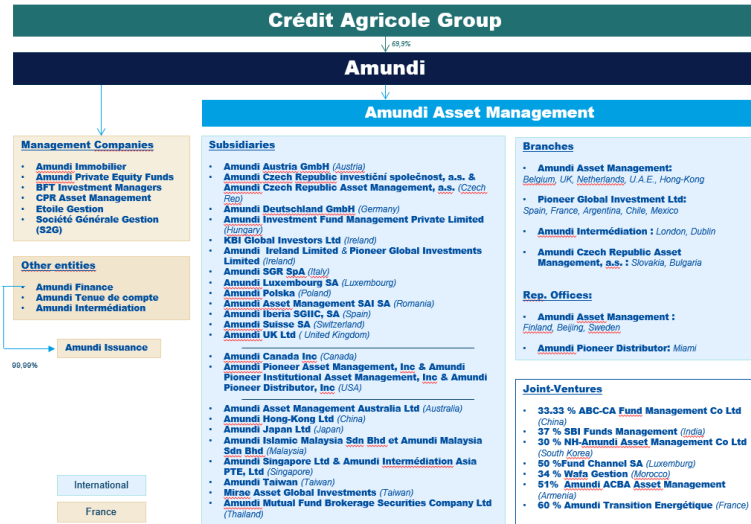 Crédit Agricole Group
69,9%
Amundi
Amundi Asset Management
Management Companies
• Amundi Immobilier
• Amundi Private Equity Funds
• BFT Investment Managers
• CPR Asset Management
• Etoile Gestion
• Société Générale Gestion
(S2G)
Other entities
• Amundi Finance
• Amundi Tenue de compte
• Amundi Intermédiation
Amundi Issuance
99,99%
International
France
Subsidiaries
• Amundi Austria GmbH (Austria)
• Amundi Czech Republic investiční společnost, a.s. &
Amundi Czech Republic Asset Management, a.s. (Czech
Rep)
• Amundi Deutschland GmbH (Germany)
• Amundi Investment Fund Management Private Limited
(Hungary)
• KBI Global Investors Ltd (Ireland)
• Amundi Ireland Limited & Pioneer Global Investments
Limited (Ireland)
• Amundi SGR SpA (Italy)
• Amundi Luxembourg SA (Luxembourg)
• Amundi Polska (Poland)
• Amundi Asset Management SAI SA (Romania)
• Amundi Iberia SGIIC, SA (Spain)
• Amundi Suisse SA (Switzerland)
• Amundi UK Ltd ( United Kingdom)
• Amundi Canada Inc (Canada)
• Amundi Pioneer Asset Management, Inc & Amundi
Pioneer Institutional Asset Management, Inc & Amundi
Pioneer Distributor, Inc (USA)
• Amundi Asset Management Australia Ltd (Australia)
• Amundi Hong-Kong Ltd (China)
• Amundi Japan Ltd (Japan)
• Amundi Islamic Malaysia Sdn Bhd et Amundi Malaysia
Sdn Bhd (Malaysia)
• Amundi Singapore Ltd & Amundi Intermédiation Asia
PTE, Ltd (Singapore)
• Amundi Taiwan (Taiwan)
• Mirae Asset Global Investments (Taiwan)
• Amundi Mutual Fund Brokerage Securities Company Ltd
(Thailand)
Branches
• Amundi Asset Management:
Belgium, UK, Netherlands, U.A.E., Hong-Kong
• Pioneer Global Investment Ltd:
Spain, France, Argentina, Chile, Mexico
• Amundi Intermédiation : London, Dublin
• Amundi Czech Republic Asset
Management, a.s. : Slovakia, Bulgaria
Rep. Offices:
• Amundi Asset Management :
Finland, Beijing, Sweden
• Amundi Pioneer Distributor: Miami
Joint-Ventures
• 33.33 % ABC-CA Fund Management Co Ltd
(China)
• 37 % SBI Funds Management (India)
• 30 % NH-Amundi Asset Management Co Ltd
(South Korea)
• 50 %Fund Channel SA (Luxemburg)
• 34 % Wafa Gestion (Morocco)
• 51% Amundi ACBA Asset Management
(Armenia)
• 60 % Amundi Transition Energétique (France)